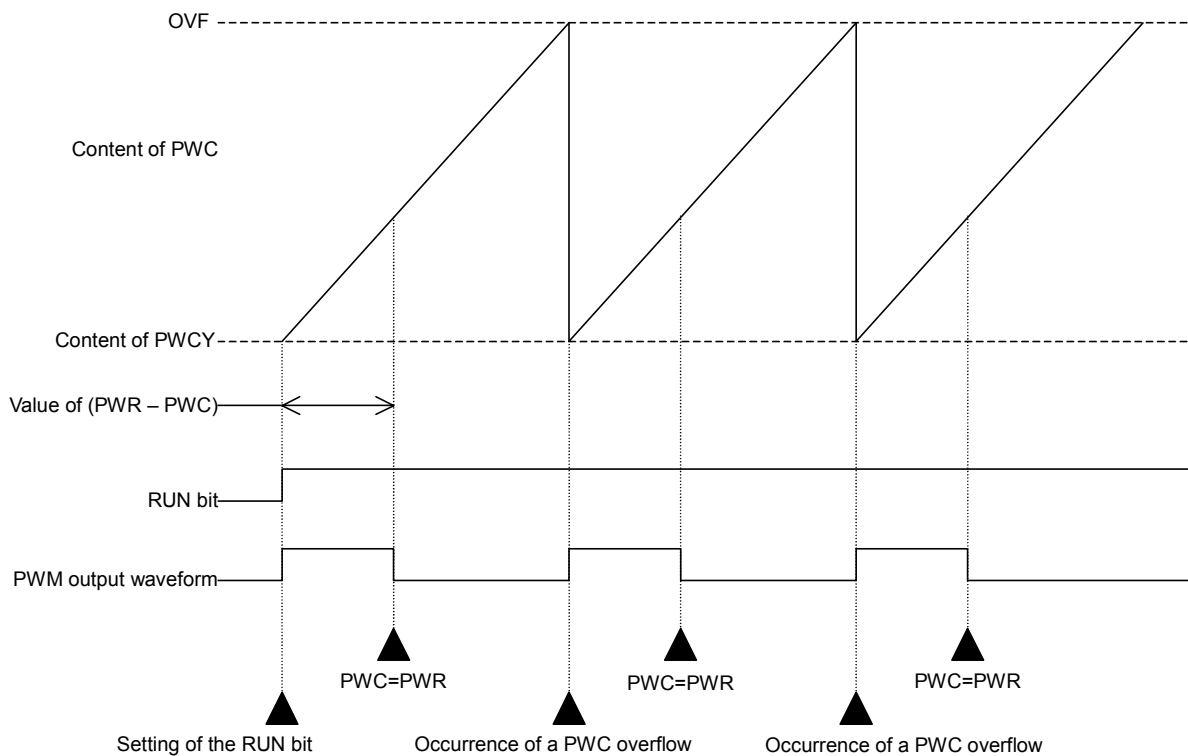 OVF
Content of PWC
Content of PWCY
Value of (PWR – PWC)
RUN bit
PWM output waveform
PWC=PWR
PWC=PWR
PWC=PWR
Setting of the RUN bit
Occurrence of a PWC overflow
Occurrence of a PWC overflow